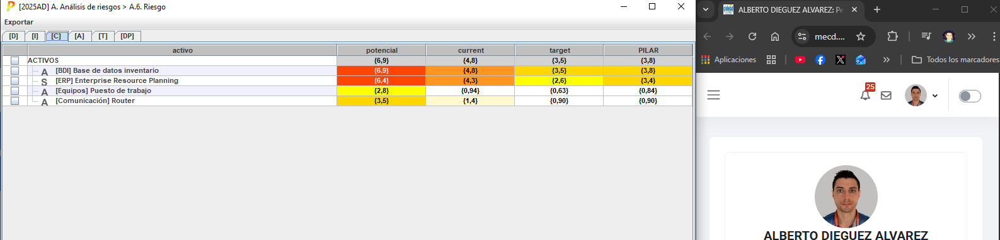 [2025AD] A. Análisis de riesgos > A.6. Riesgo
Exportar
[D] [I] [C] [A] [T] [DP]
activo potencial current target PILAR
ACTIVOS {6,9} {4,8} {3,5} {3,8}
A [BDI] Base de datos inventario {6,9} {4,8} {3,5} {3,8}
S [ERP] Enterprise Resource Planning {6,4} {4,3} {2,6} {3,4}
A [Equipos] Puesto de trabajo {2,8} {0,94} {0,63} {0,84}
A [Comunicación] Router {3,5} {1,4} {0,90} {0,90}
ALBERTO DIEGUEZ ALVAREZ: Pe
mecd....
Aplicaciones
Todos los marcadores
25
ALBERTO DIEGUEZ ALVAREZ